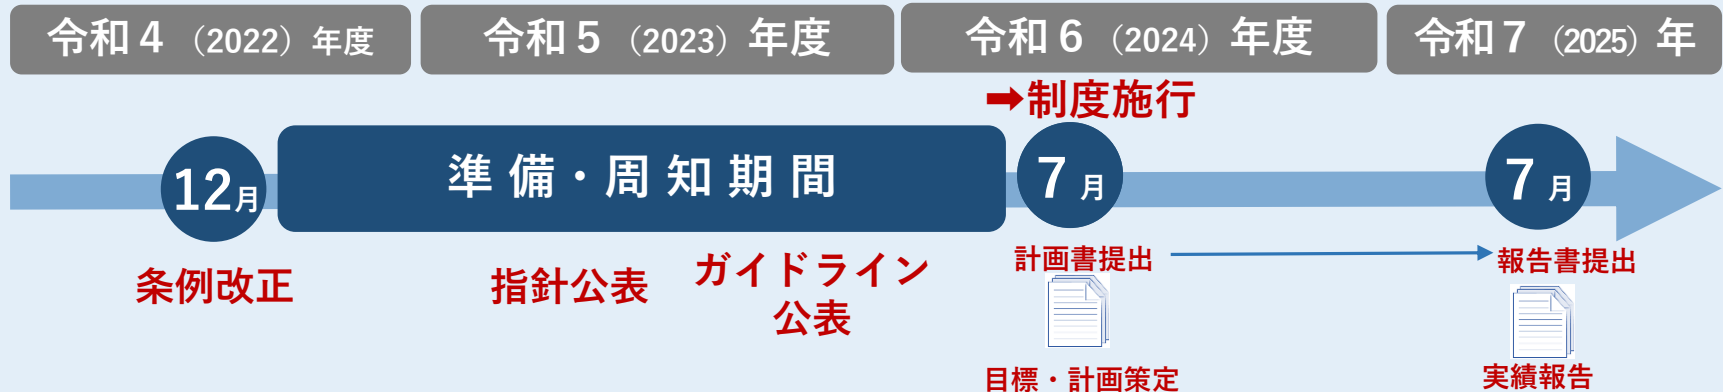 令和4（2022）年度
令和5（2023）年度
令和6（2024）年度
令和7（2025）年
➡制度施行
12月
準備・周知期間
7月
7月
条例改正
指針公表
ガイドライン
公表
計画書提出
報告書提出
目標・計画策定
実績報告